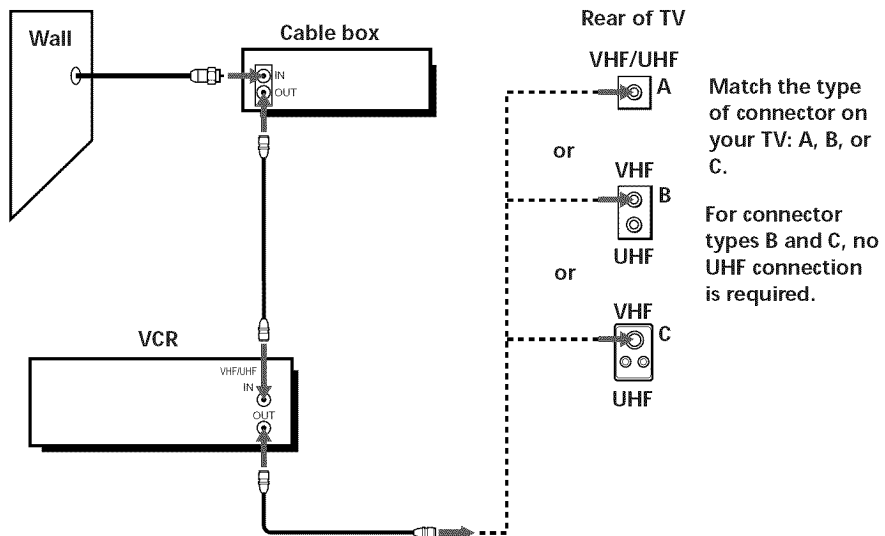 Wall
Cable box
IN
OUT
VCR
VHF/UHF
IN
OUT
Rear of TV
VHF/UHF
A
or
VHF
B
UHF
or
VHF
C
UHF
Match the type
of connector on
your TV: A, B, or
C.
For connector
types B and C, no
UHF connection
is required.